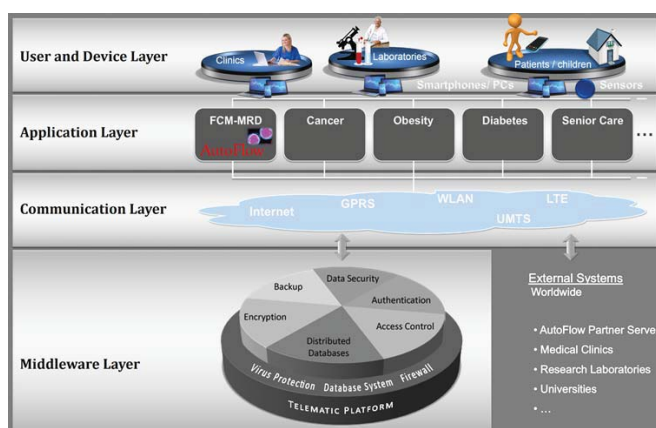 User and Device Layer
Clinics
Laboratories
Patients / children
Smartphones/ PCs
Sensors
Application Layer
FCM-MRD
AutoFlow
Cancer
Obesity
Diabetes
Senior Care
...
Communication Layer
Internet
GPRS
WLAN
LTE
UMTS
Middleware Layer
Data Security
Backup
Authentication
Encryption
Access Control
Distributed
Databases
Virus Protection Database System Firewall
TELEMATIC PLATFORM
External Systems
Worldwide
• AutoFlow Partner Serve
• Medical Clinics
• Research Laboratories
• Universities
• ...